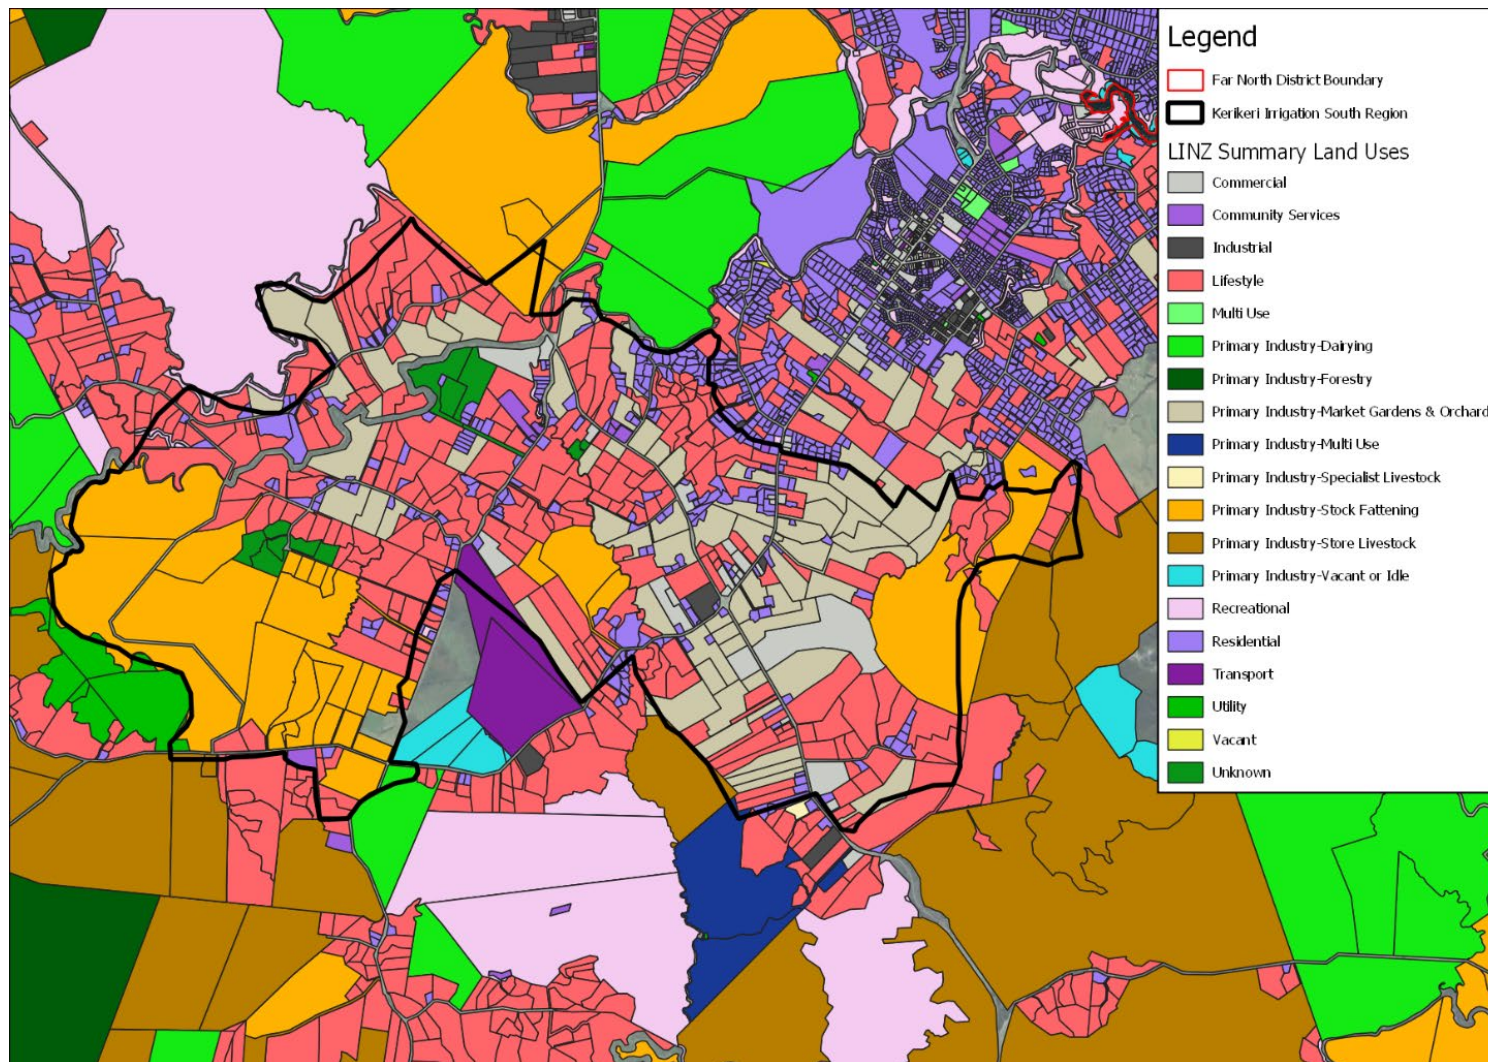 Legend
Far North District Boundary
Kerikeri Irrigation South Region
LINZ Summary Land Uses
Commercial
Community Services
Industrial
Lifestyle
Multi Use
Primary Industry-Dairying
Primary Industry-Forestry
Primary Industry-Market Gardens & Orchard
Primary Industry-Multi Use
Primary Industry-Specialist Livestock
Primary Industry-Stock Fattening
Primary Industry-Store Livestock
Primary Industry-Vacant or Idle
Recreational
Residential
Transport
Utility
Vacant
Unknown